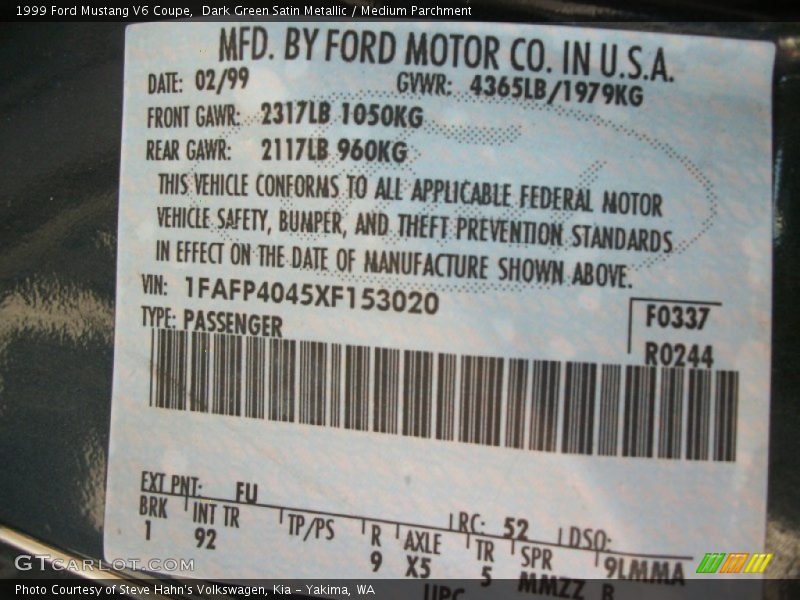 1999 Ford Mustang V6 Coupe, Dark Green Satin Metallic / Medium Parchment
MFD. BY FORD MOTOR CO. IN U.S.A.
DATE: 02/99 GVWR: 4365LB/1979KG
FRONT GAWR: 2317LB 1050KG
REAR GAWR: 2117LB 960KG
THIS VEHICLE CONFORMS TO ALL APPLICABLE FEDERAL MOTOR
VEHICLE SAFETY, BUMPER, AND THEFT PREVENTION STANDARDS
IN EFFECT ON THE DATE OF MANUFACTURE SHOWN ABOVE.
VIN: 1FAFP4045XF153020
TYPE: PASSENGER
F0337
R0244
EXT PNT: FU RC: 52 DSO:
BRK INT TR TP/PS R AXLE TR SPR
1 92 9 X5 5 MMZZ 9LMMA
UPC R
GTCarLot.com
Photo Courtesy of Steve Hahn's Volkswagen, Kia - Yakima, WA